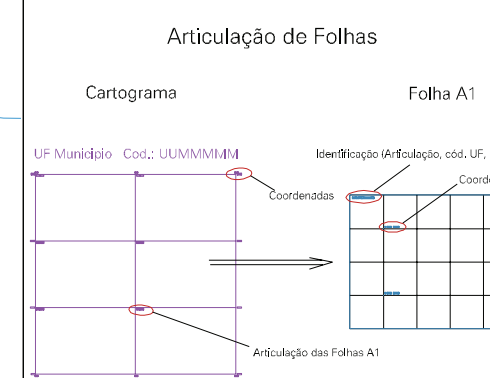 Articulação de Folhas
Cartograma
Folha A1
UF Municipio Cod.: UUMMMMM
Identificação (Articulação, cód. UF,
Coordenadas
Articulação das Folhas A1